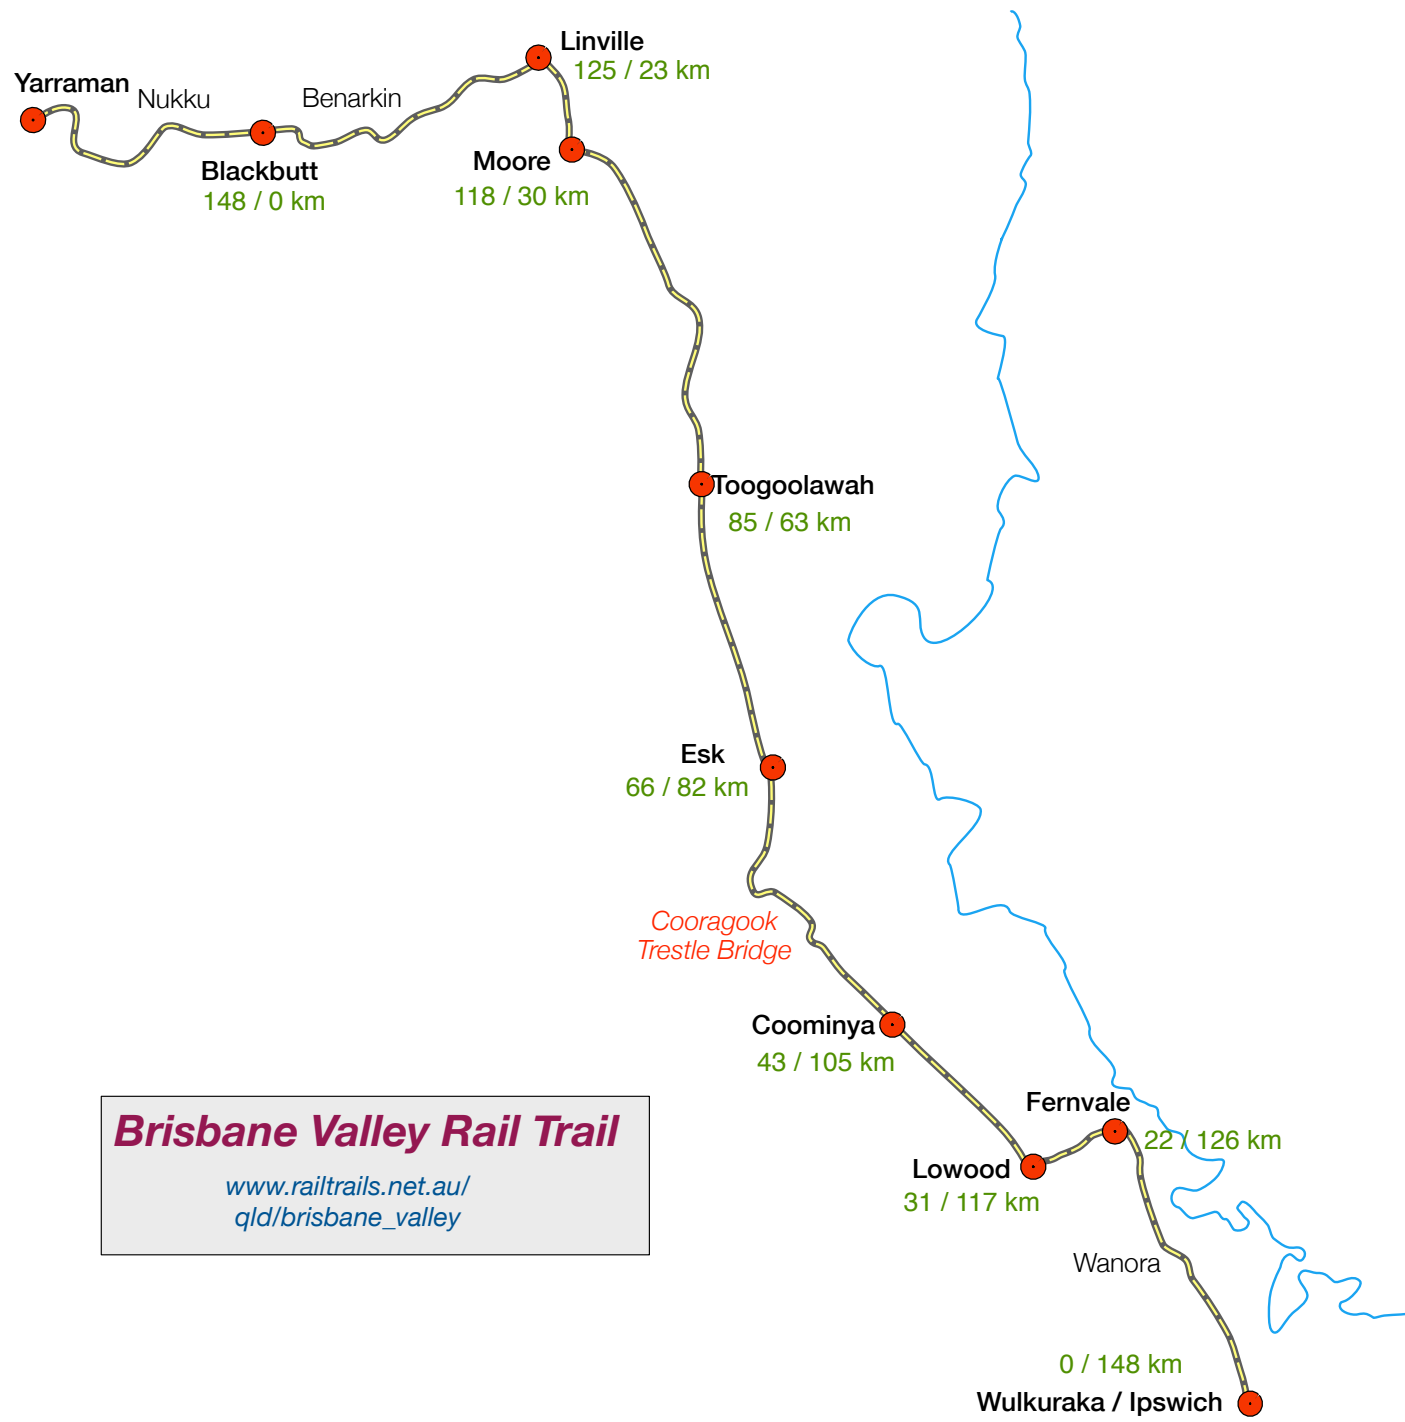 Linville
125 / 23 km
Yarraman
Nukku
Benarkin
Blackbutt
148 / 0 km
Moore
118 / 30 km
Toogoolawah
85 / 63 km
Esk
66 / 82 km
Cooragook
Trestle Bridge
Coominya
43 / 105 km
Fernvale
22 / 126 km
Lowood
31 / 117 km
Brisbane Valley Rail Trail
www.railtrails.net.au/
qld/brisbane_valley
Wanora
0 / 148 km
Wulkuraka / Ipswich